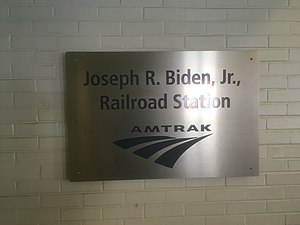 Joseph R. Biden, Jr.,
Railroad Station
AMTRAK